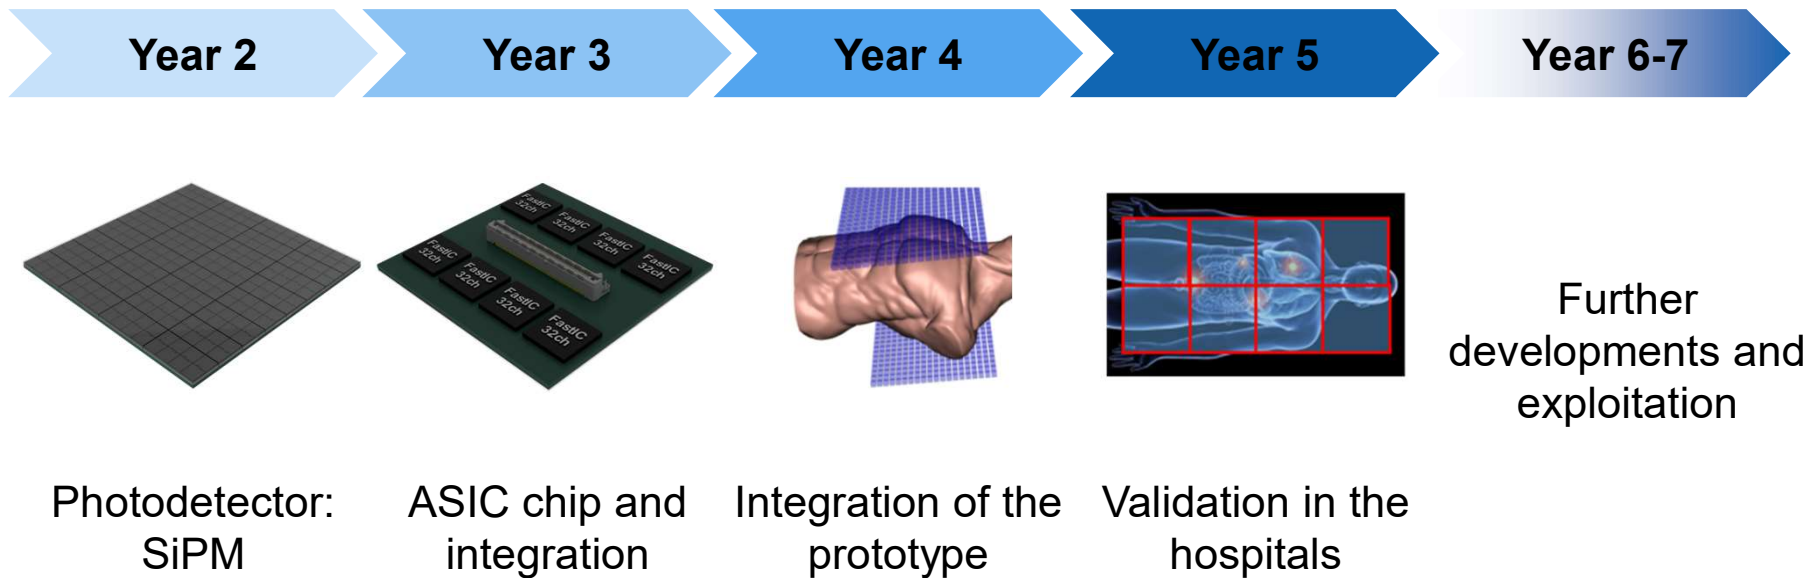 Year 2
Year 3
Year 4
Year 5
Year 6-7
FastIC
32ch
FastIC
32ch
FastIC
32ch
FastIC
32ch
FastIC
32ch
FastIC
32ch
FastIC
32ch
FastIC
32ch
Further
developments and
exploitation
Photodetector:
SiPM
ASIC chip and
integration
Integration of the
prototype
Validation in the
hospitals